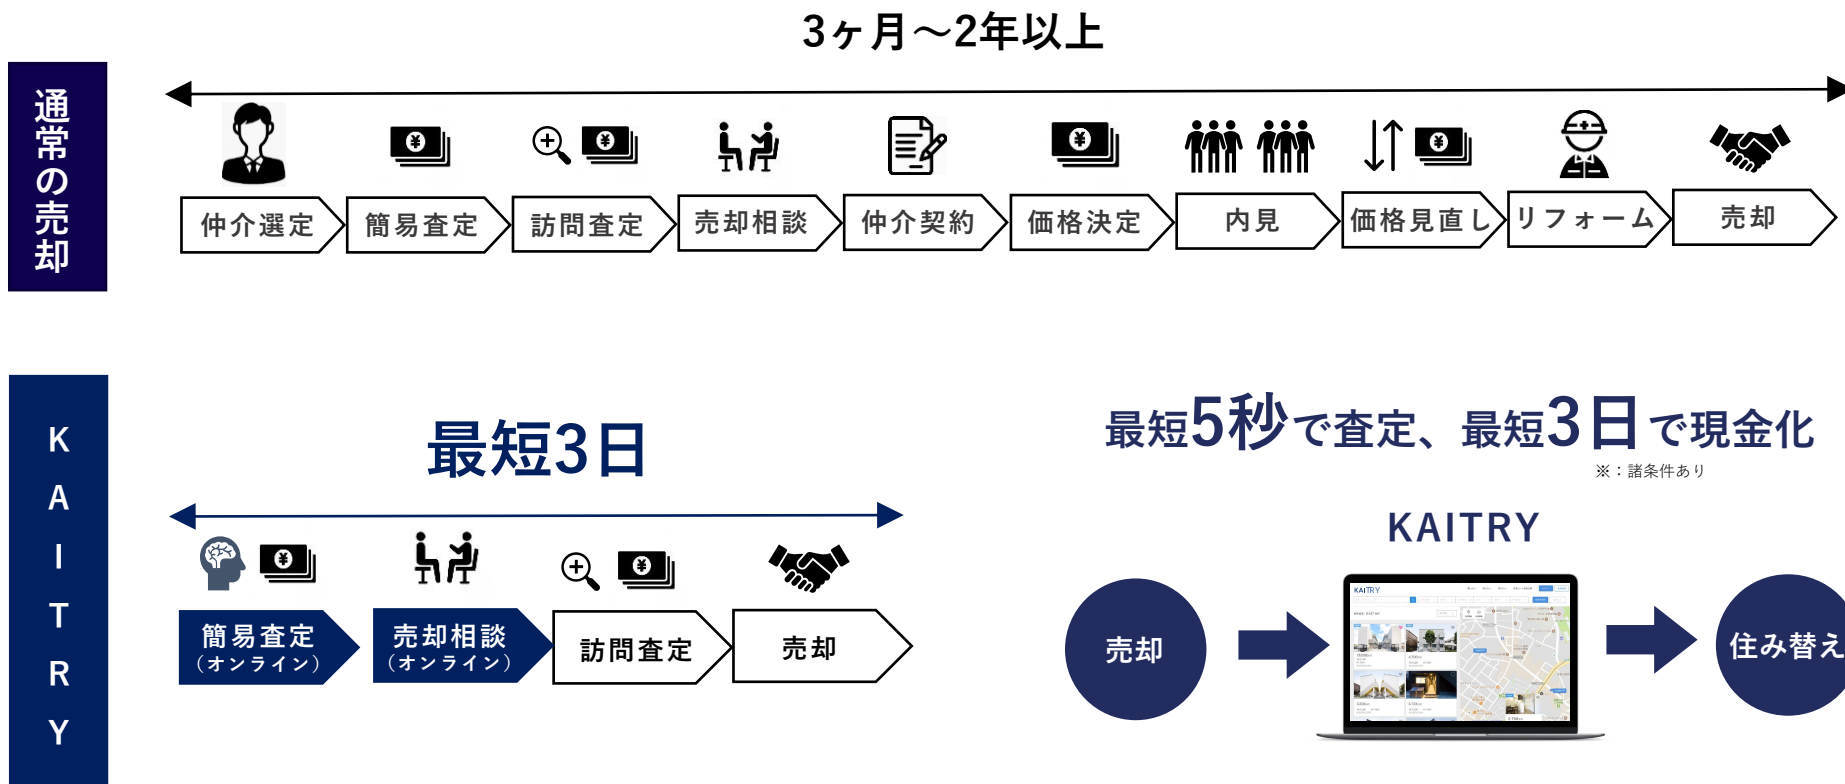 3ヶ月～2年以上
通常の売却
仲介選定
簡易査定
訪問査定
売却相談
仲介契約
価格決定
内見
価格見直し
リフォーム
売却
KAITRY
最短3日
簡易査定
（オンライン）
売却相談
（オンライン）
訪問査定
売却
最短5秒で査定、最短3日で現金化
※：諸条件あり
KAITRY
売却
KAITRY
住み替え